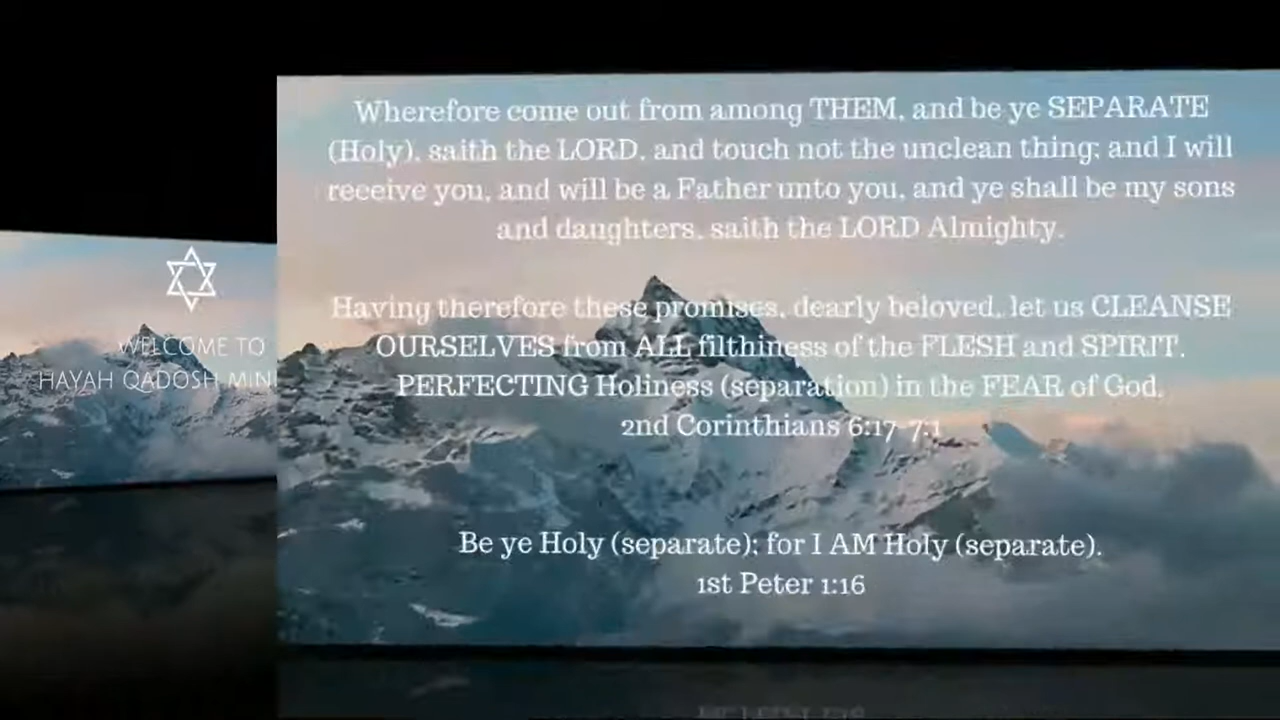 WELCOME TO
HAYAH QADOSH MIN
Wherefore come out from among THEM, and be ye SEPARATE
(Holy), saith the LORD, and touch not the unclean thing; and I will
receive you, and will be a Father unto you, and ye shall be my sons
and daughters, saith the LORD Almighty.
Having therefore these promises, dearly beloved, let us CLEANSE
OURSELVES from ALL filthiness of the FLESH and SPIRIT,
PERFECTING Holiness (separation) in the FEAR of God.
2nd Corinthians 6:17-7:1
Be ye Holy (separate); for I AM Holy (separate).
1st Peter 1:16